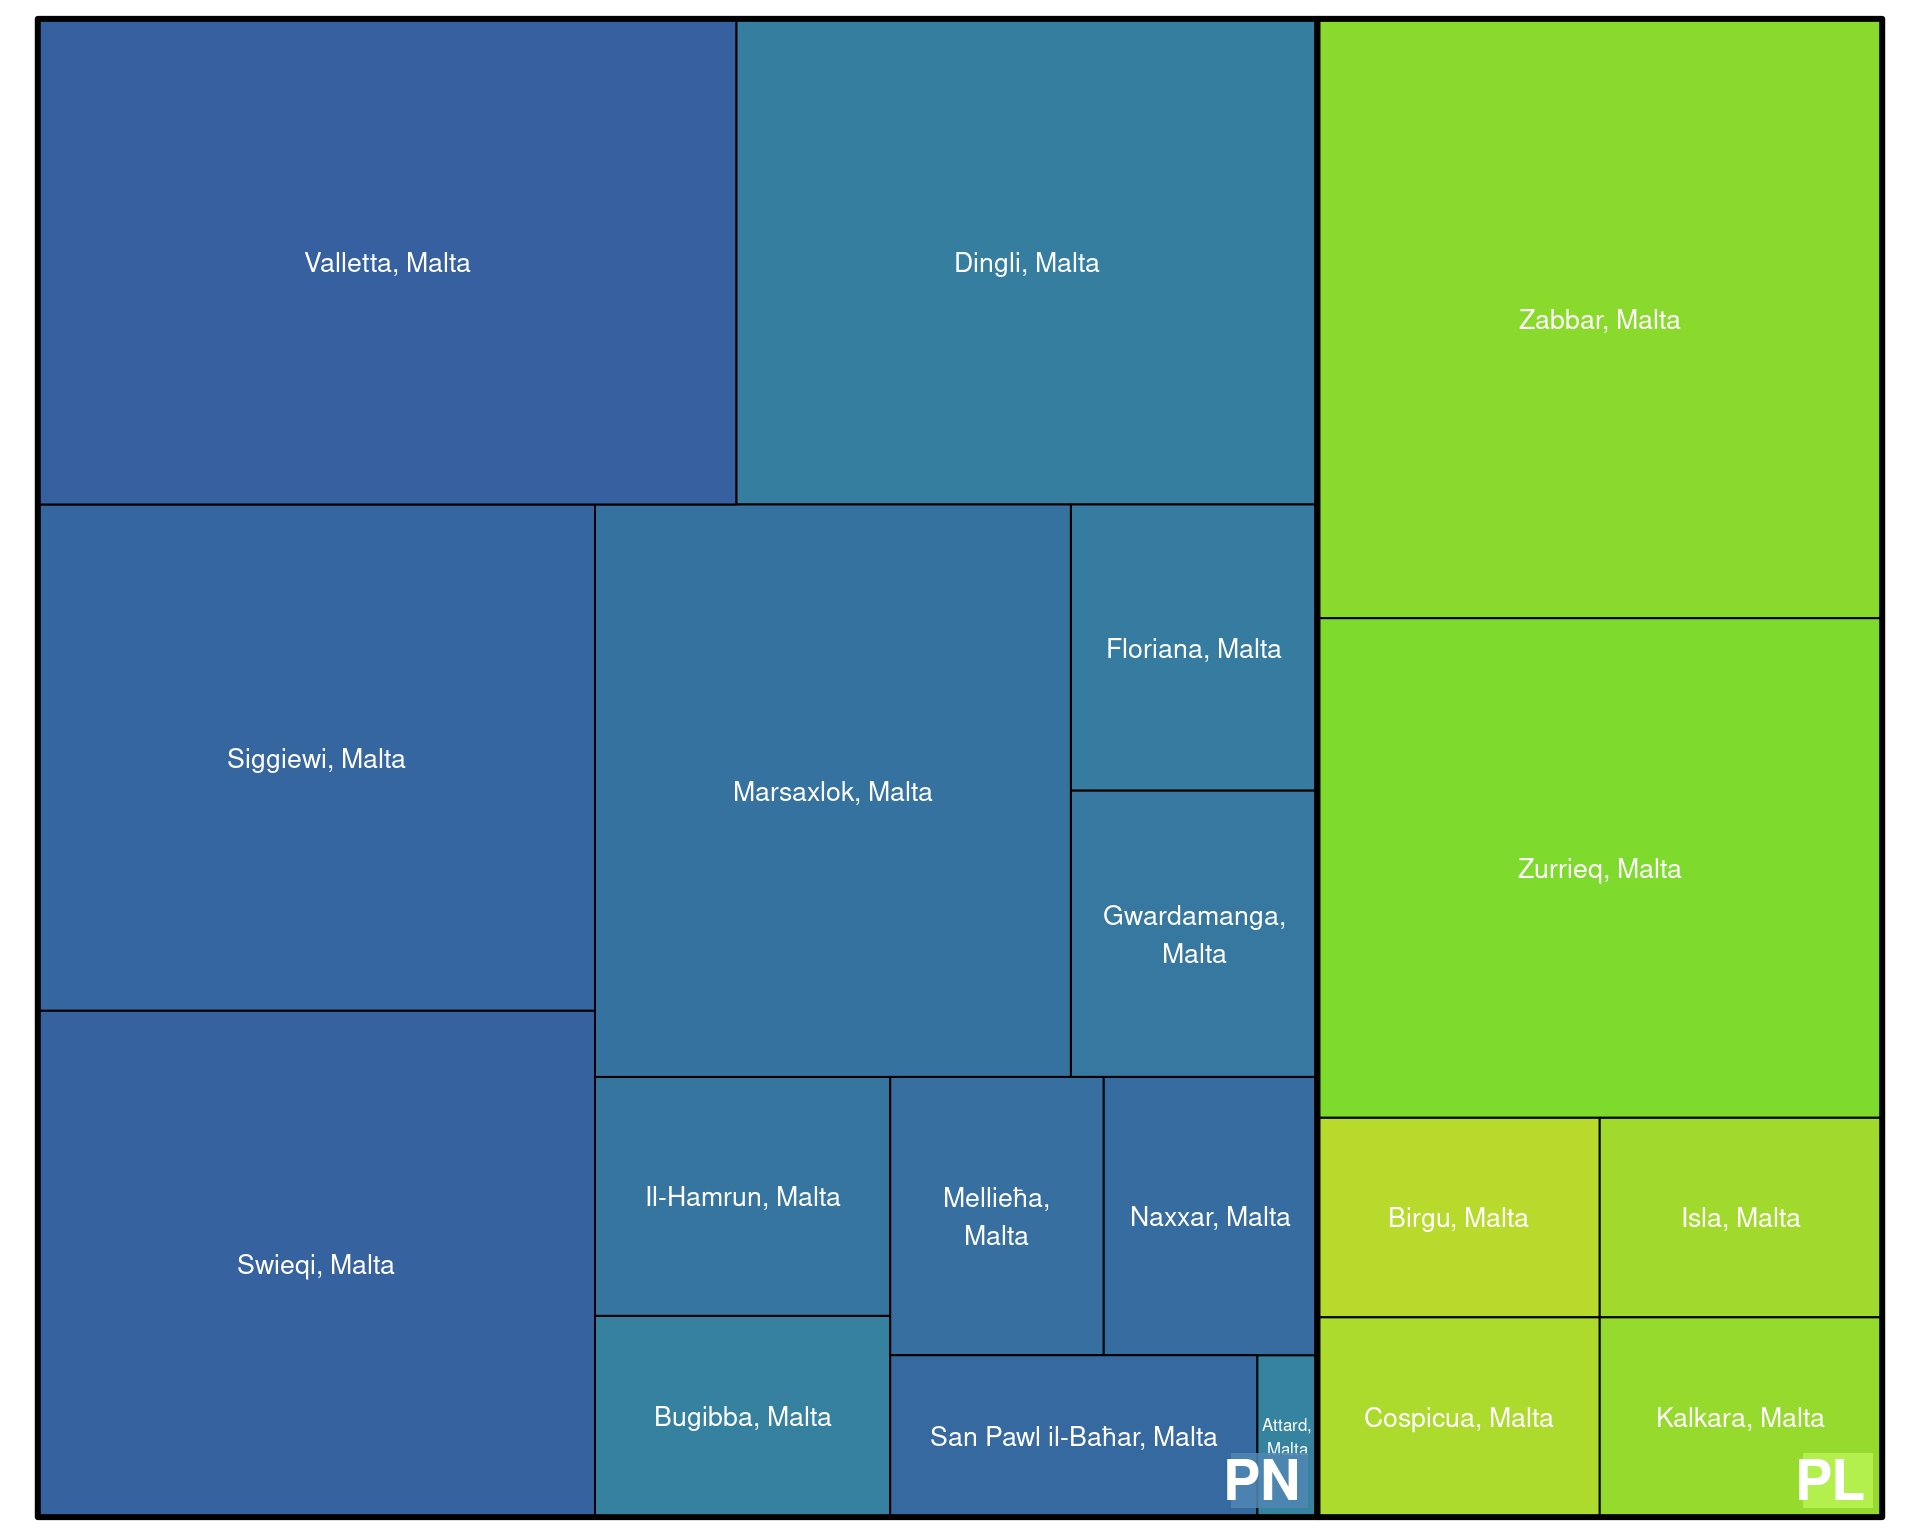 Valletta, Malta
Dingli, Malta
Zabbar, Malta
Siggiewi, Malta
Marsaxlok, Malta
Floriana, Malta
Gwardamanga,
Malta
Zurrieq, Malta
Swieqi, Malta
Il-Hamrun, Malta
Mellieħa,
Malta
Naxxar, Malta
Birgu, Malta
Isla, Malta
Bugibba, Malta
San Pawl il-Baħar, Malta
Attard,
Malta
Cospicua, Malta
Kalkara, Malta
PN
PL